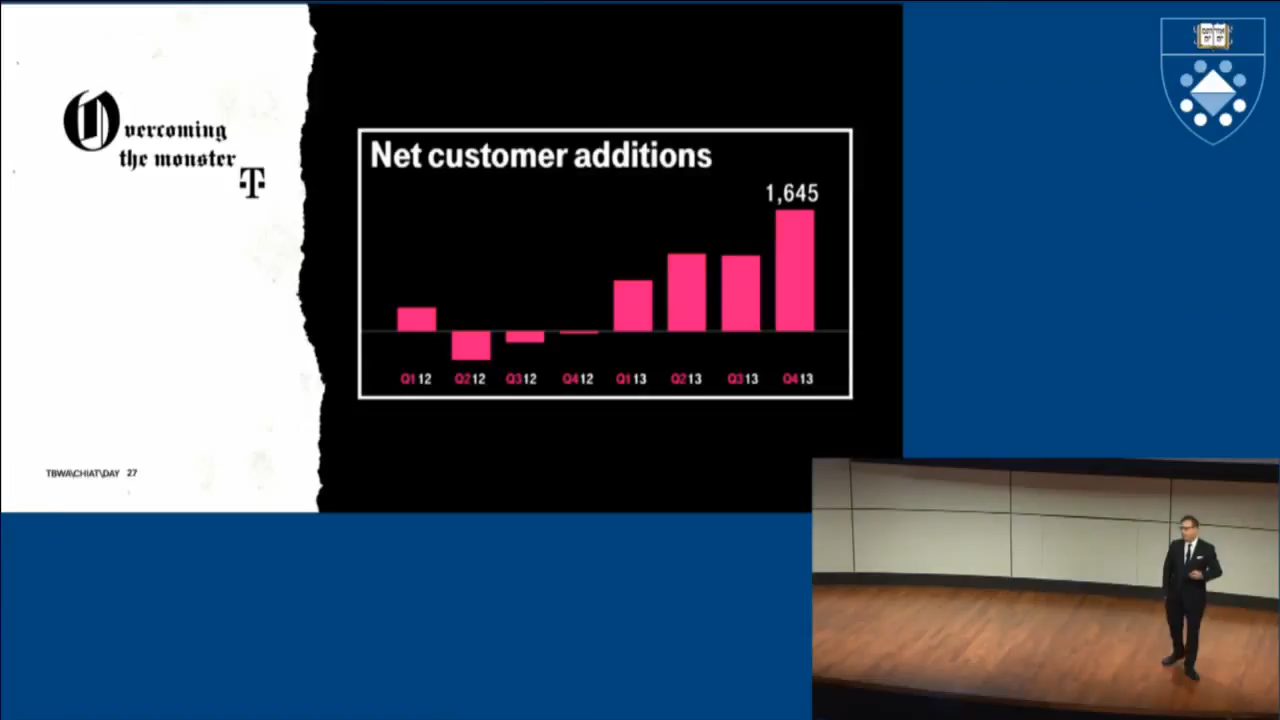 Overcoming
the monster
T
TBWA\CHIAT\DAY 27
Net customer additions
1,645
Q1 12 Q2 12 Q3 12 Q4 12 Q1 13 Q2 13 Q3 13 Q4 13